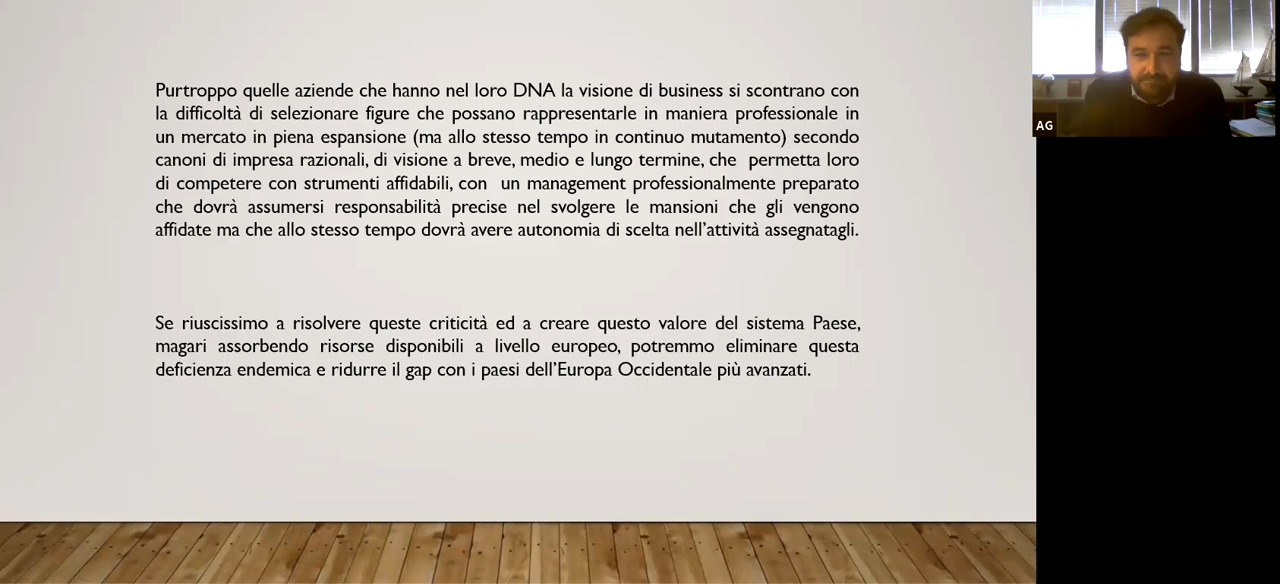 Purtroppo quelle aziende che hanno nel loro DNA la visione di business si scontrano con
la difficoltà di selezionare figure che possano rappresentarle in maniera professionale in
un mercato in piena espansione (ma allo stesso tempo in continuo mutamento) secondo
canoni di impresa razionali, di visione a breve, medio e lungo termine, che permetta loro
di competere con strumenti affidabili, con un management professionalmente preparato
che dovrà assumersi responsabilità precise nel svolgere le mansioni che gli vengono
affidate ma che allo stesso tempo dovrà avere autonomia di scelta nell’attività assegnatagli.
Se riuscissimo a risolvere queste criticità ed a creare questo valore del sistema Paese,
magari assorbendo risorse disponibili a livello europeo, potremmo eliminare questa
deficienza endemica e ridurre il gap con i paesi dell’Europa Occidentale più avanzati.
AG